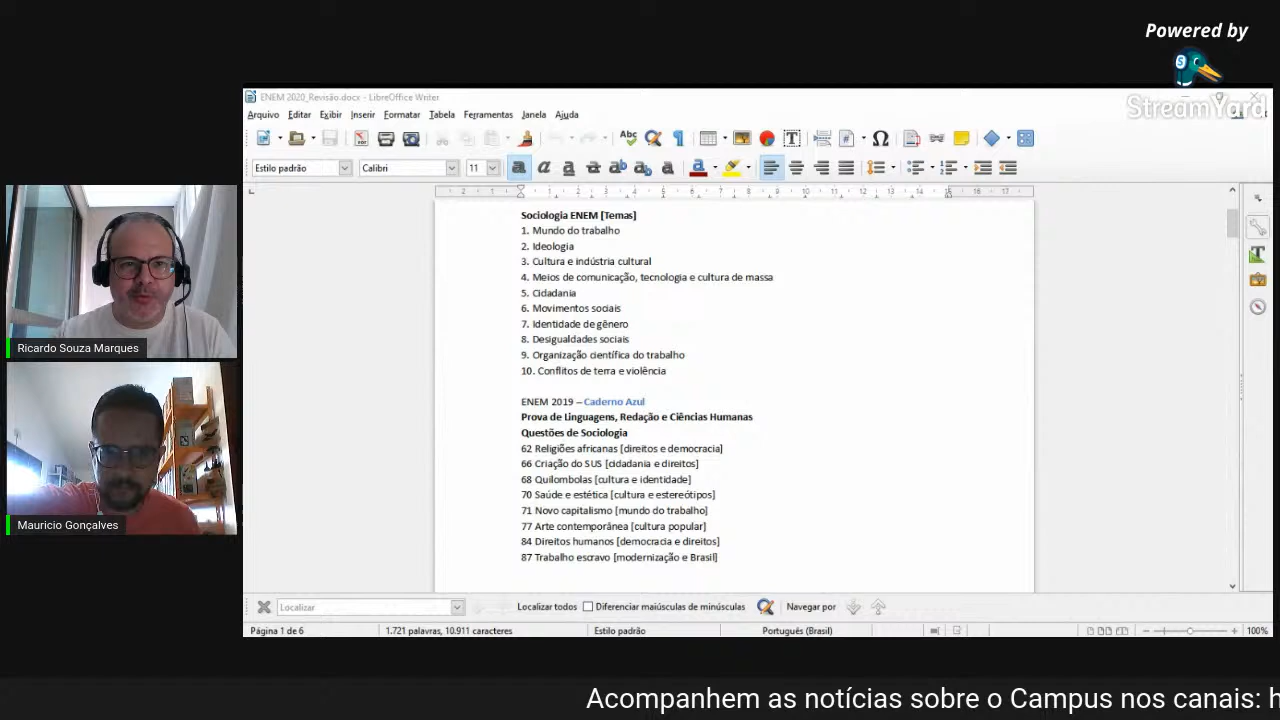 Powered by
StreamYard
ENEM 2020_Revisão.docx - LibreOffice Writer
Arquivo Editar Exibir Inserir Formatar Tabela Ferramentas Janela Ajuda
Estilo padrão Calibri 11
Sociologia ENEM [Temas]
1. Mundo do trabalho
2. Ideologia
3. Cultura e indústria cultural
4. Meios de comunicação, tecnologia e cultura de massa
5. Cidadania
6. Movimentos sociais
7. Identidade de gênero
8. Desigualdades sociais
9. Organização científica do trabalho
10. Conflitos de terra e violência
ENEM 2019 – Caderno Azul
Prova de Linguagens, Redação e Ciências Humanas
Questões de Sociologia
62 Religiões africanas [direitos e democracia]
66 Criação do SUS [cidadania e direitos]
68 Quilombolas [cultura e identidade]
70 Saúde e estética [cultura e estereótipos]
71 Novo capitalismo [mundo do trabalho]
77 Arte contemporânea [cultura popular]
84 Direitos humanos [democracia e direitos]
87 Trabalho escravo [modernização e Brasil]
Ricardo Souza Marques
Mauricio Gonçalves
Localizar Localizar todos Diferenciar maiúsculas de minúsculas Navegar por
Página 1 de 6 1.721 palavras, 10.911 caracteres Estilo padrão Português (Brasil) 100%
Acompanhem as notícias sobre o Campus nos canais: h